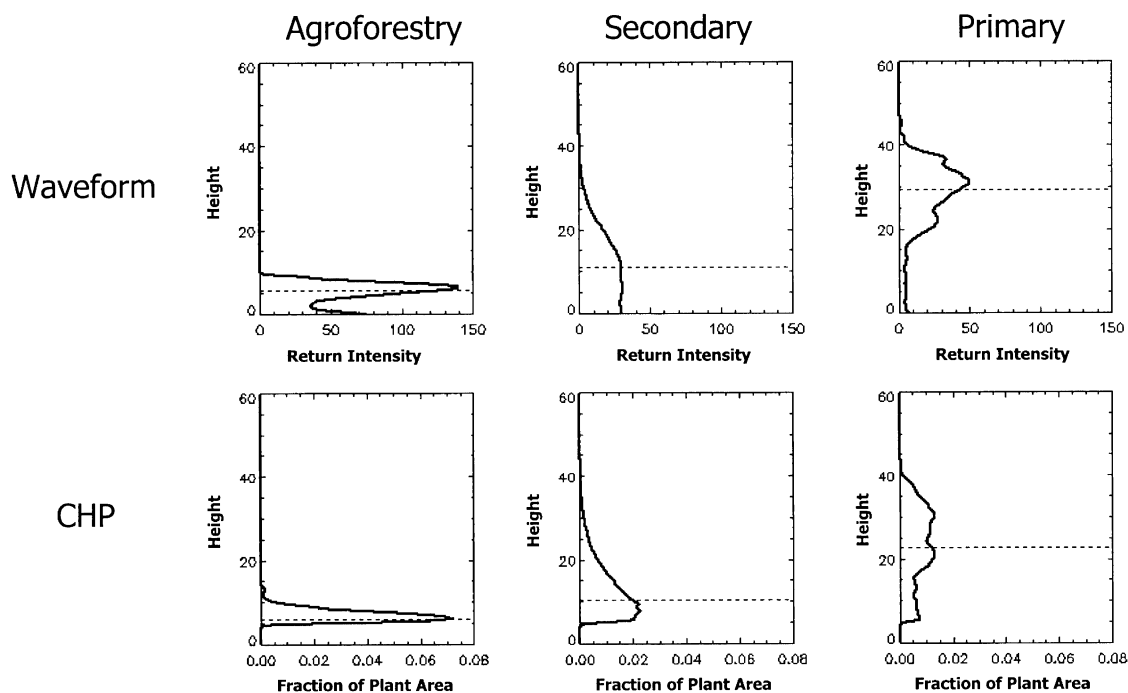 Agroforestry Secondary Primary
Waveform
Height
60
40
20
0
0 50 100 150
Return Intensity
Height
60
40
20
0
0 50 100 150
Return Intensity
Height
60
40
20
0
0 50 100 150
Return Intensity
CHP
Height
60
40
20
0
0.00 0.02 0.04 0.06 0.08
Fraction of Plant Area
Height
60
40
20
0
0.00 0.02 0.04 0.06 0.08
Fraction of Plant Area
Height
60
40
20
0
0.00 0.02 0.04 0.06 0.08
Fraction of Plant Area